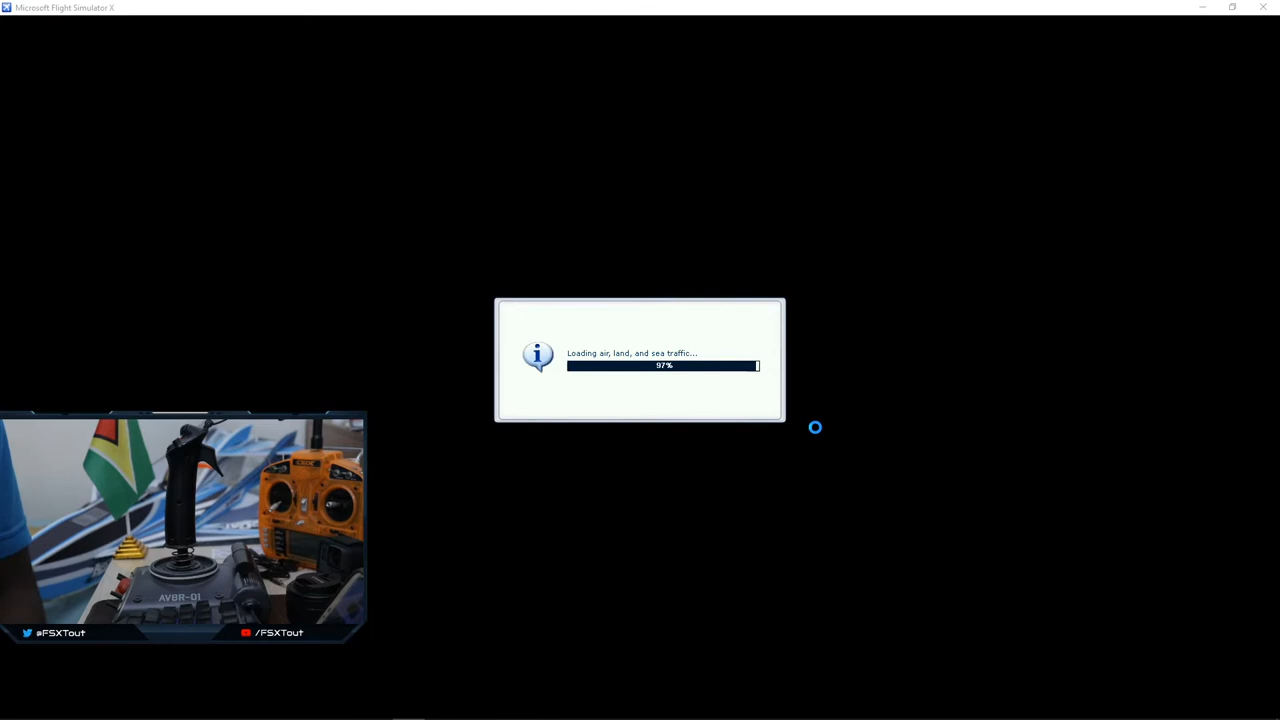 Microsoft Flight Simulator X
Loading air, land, and sea traffic...
97%
AV8R-01
@FSXTout
/FSXTout